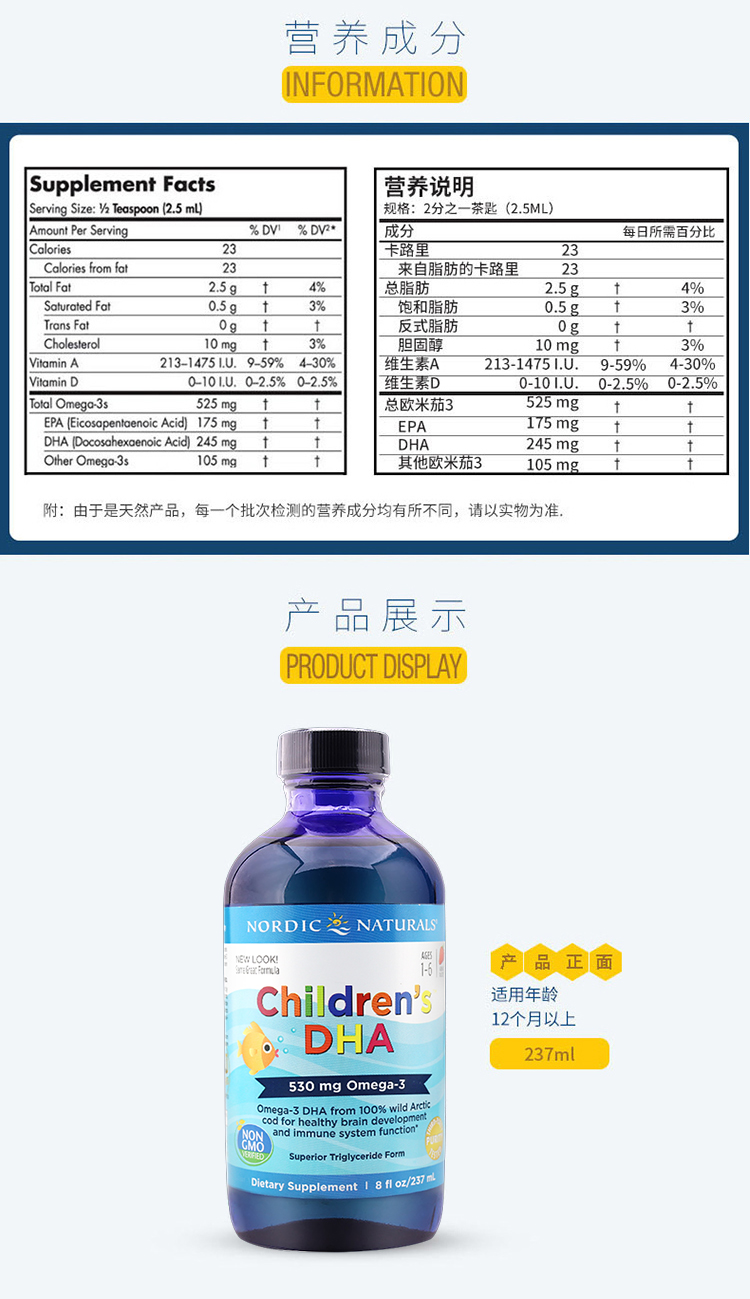 营养成分
INFORMATION
Supplement Facts
Serving Size: ½ Teaspoon (2.5 mL)
Amount Per Serving % DV¹ % DV²*
Calories 23
Calories from fat 23
Total Fat 2.5 g † 4%
Saturated Fat 0.5 g † 3%
Trans Fat 0 g † †
Cholesterol 10 mg † 3%
Vitamin A 213–1475 I.U. 9–59% 4–30%
Vitamin D 0–10 I.U. 0–2.5% 0–2.5%
Total Omega-3s 525 mg † †
EPA (Eicosapentaenoic Acid) 175 mg † †
DHA (Docosahexaenoic Acid) 245 mg † †
Other Omega-3s 105 mg † †
营养说明
规格：2分之一茶匙（2.5ML）
成分 每日所需百分比
卡路里 23
来自脂肪的卡路里 23
总脂肪 2.5 g † 4%
饱和脂肪 0.5 g † 3%
反式脂肪 0 g † †
胆固醇 10 mg † 3%
维生素A 213-1475 I.U. 9-59% 4-30%
维生素D 0-10 I.U. 0-2.5% 0-2.5%
总欧米茄3 525 mg † †
EPA 175 mg † †
DHA 245 mg † †
其他欧米茄3 105 mg † †
附：由于是天然产品，每一个批次检测的营养成分均有所不同，请以实物为准.
产品展示
PRODUCT DISPLAY
NORDIC NATURALS®
NEW LOOK!
Same Great Formula
AGES
1-6
Children's
DHA
530 mg Omega-3
Omega-3 DHA from 100% wild Arctic
cod for healthy brain development
and immune system function*
NON
GMO
VERIFIED
Superior Triglyceride Form
Dietary Supplement | 8 fl oz/237 mL
产品正面
适用年龄
12个月以上
237ml